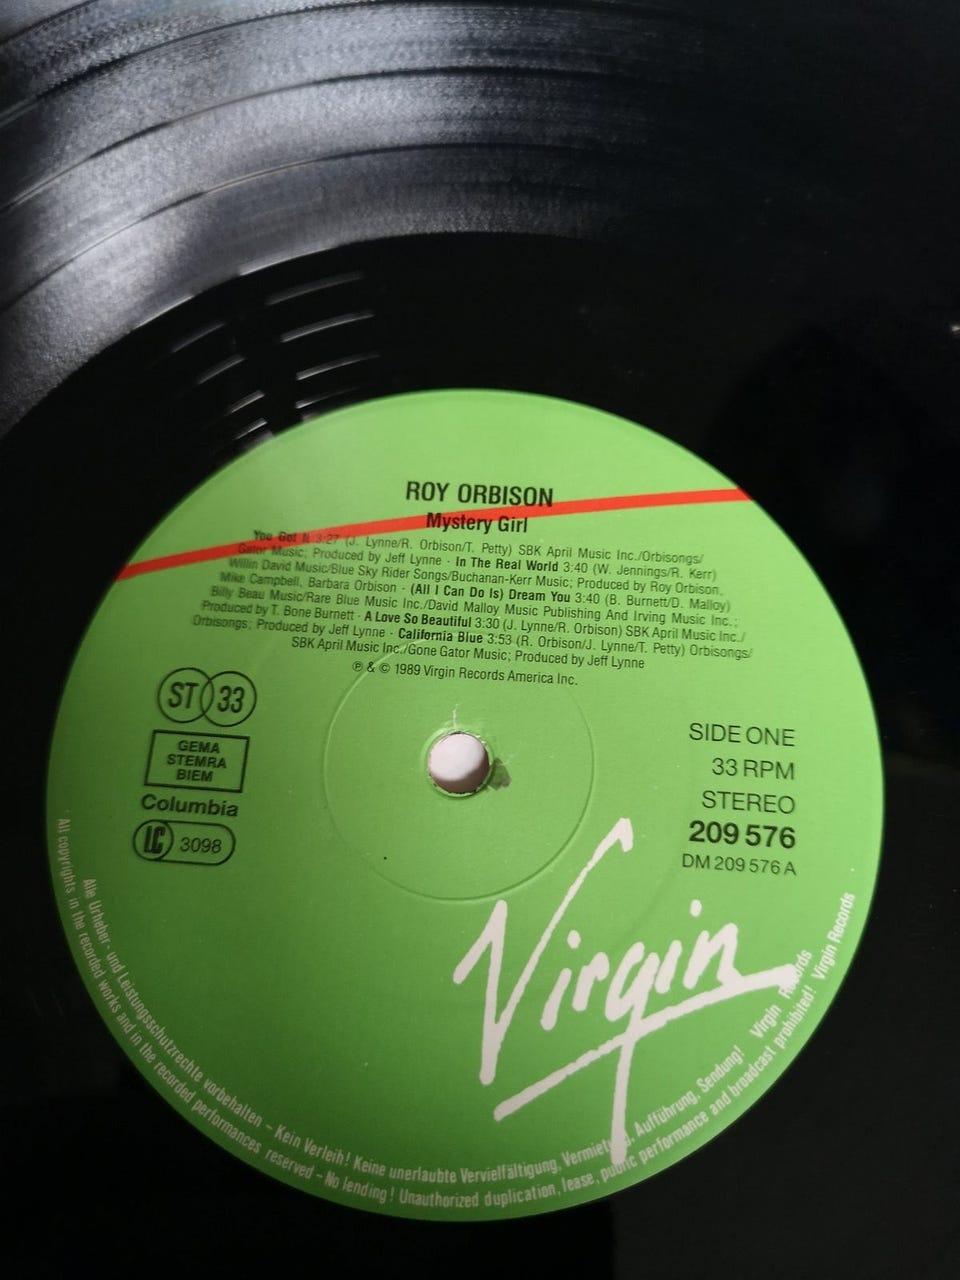 ROY ORBISON
Mystery Girl
You Got It 3:27 (J. Lynne/R. Orbison/T. Petty) SBK April Music Inc./Orbisongs/
Gator Music; Produced by Jeff Lynne · In The Real World 3:40 (W. Jennings/R. Kerr)
Willin David Music/Blue Sky Rider Songs/Buchanan-Kerr Music; Produced by Roy Orbison,
Mike Campbell, Barbara Orbison · (All I Can Do Is) Dream You 3:40 (B. Burnett/D. Malloy)
Billy Beau Music/Rare Blue Music Inc./David Malloy Music Publishing And Irving Music Inc.;
Produced by T. Bone Burnett · A Love So Beautiful 3:30 (J. Lynne/R. Orbison) SBK April Music Inc./
Orbisongs; Produced by Jeff Lynne · California Blue 3:53 (R. Orbison/J. Lynne/T. Petty) Orbisongs/
SBK April Music Inc./Gone Gator Music; Produced by Jeff Lynne
℗ & © 1989 Virgin Records America Inc.
ST 33
GEMA
STEMRA
BIEM
Columbia
LC 3098
SIDE ONE
33 RPM
STEREO
209 576
DM 209 576 A
Virgin
Alle Urheber- und Leistungsschutzrechte vorbehalten – Kein Verleih! Keine unerlaubte Vervielfältigung, Vermietung, Aufführung, Sendung! Virgin Records
All copyrights in the recorded works and in the recorded performances reserved – No lending! Unauthorized duplication, lease, public performance and broadcast prohibited! Virgin Records